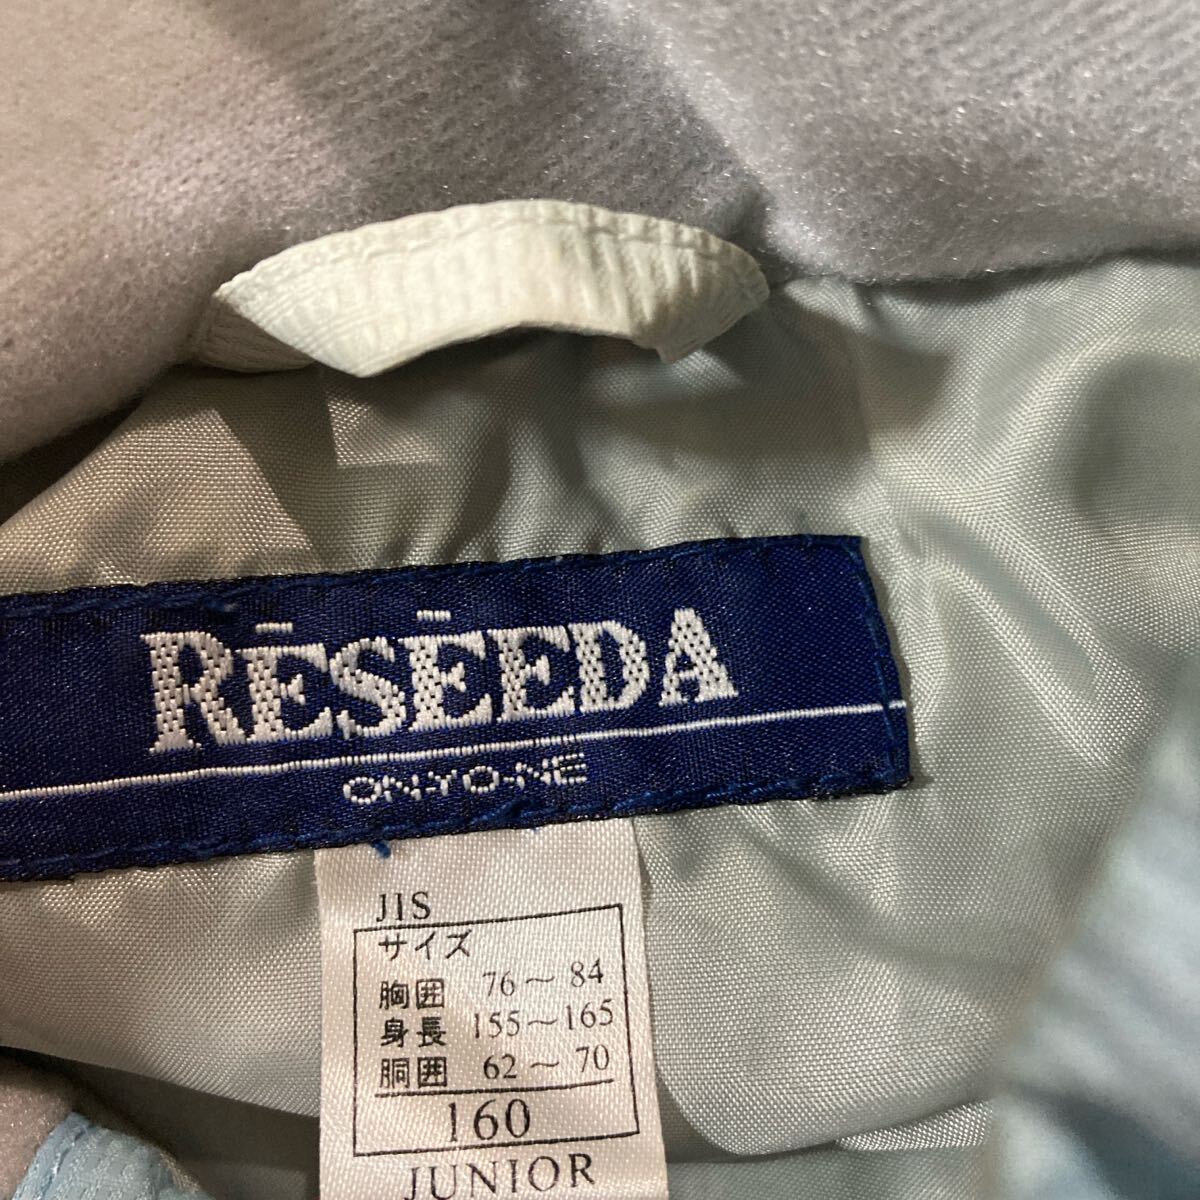 RĒSĒEDA
ON·YO·NE
JIS
サイズ
胸囲 76～84
身長 155～165
胴囲 62～70
160
JUNIOR